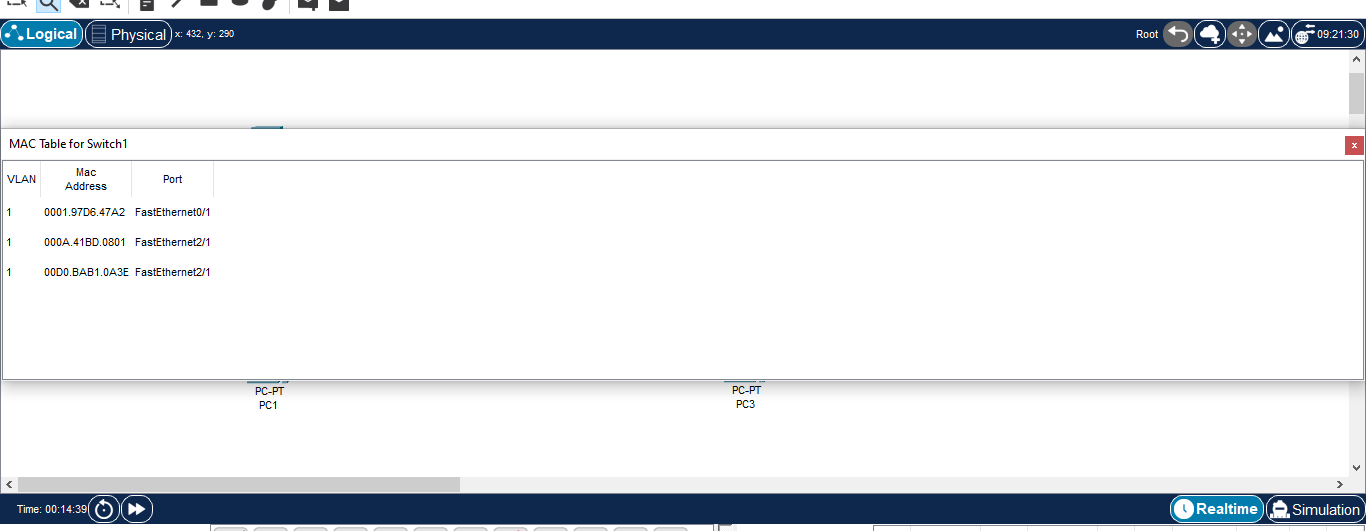 Logical Physical x: 432, y: 290 Root 09:21:30
MAC Table for Switch1 x
VLAN Mac Address Port
1 0001.97D6.47A2 FastEthernet0/1
1 000A.41BD.0801 FastEthernet2/1
1 00D0.BAB1.0A3E FastEthernet2/1
PC-PT PC-PT
PC1 PC3
Time: 00:14:39 Realtime Simulation